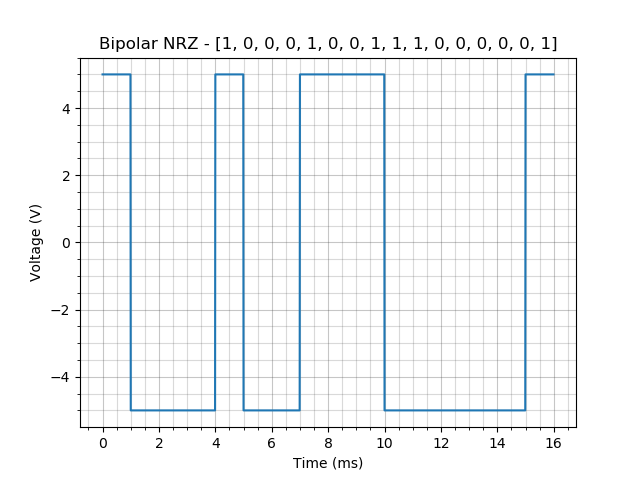 Bipolar NRZ - [1, 0, 0, 0, 1, 0, 0, 1, 1, 1, 0, 0, 0, 0, 0, 1]
4
2
0
−2
−4
Voltage (V)
0 2 4 6 8 10 12 14 16
Time (ms)